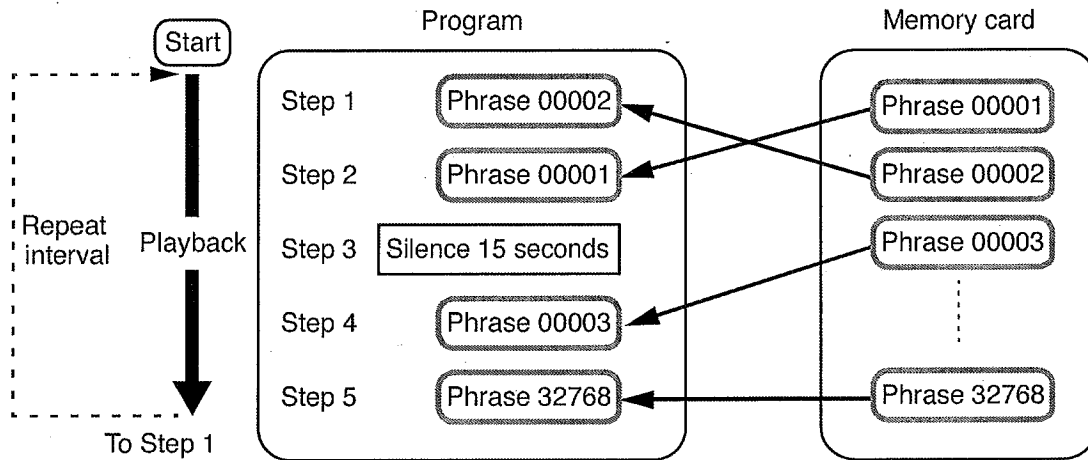 Program
Memory card
Start
Step 1
Phrase 00002
Phrase 00001
Step 2
Phrase 00001
Phrase 00002
Repeat
interval
Playback
Step 3
Silence 15 seconds
Phrase 00003
Step 4
Phrase 00003
Step 5
Phrase 32768
Phrase 32768
To Step 1